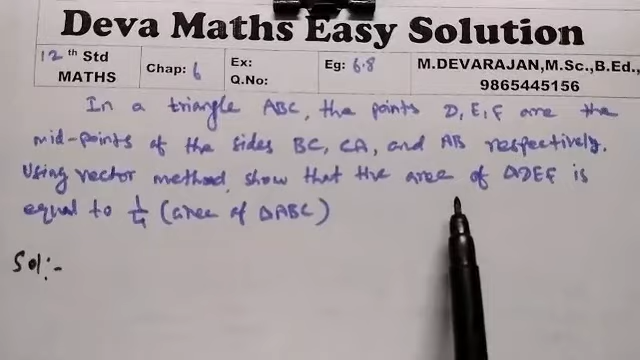 Deva Maths Easy Solution
12th Std
MATHS
Chap: 6
Ex:
Q.No:
Eg: 6.8
M.DEVARAJAN,M.Sc.,B.Ed.,
9865445156
In a triangle ABC, the points D, E, F are the
mid-points of the sides BC, CA, and AB respectively.
Using vector method, show that the area of ΔDEF is
equal to 1/4 (area of ΔABC)
Sol:-